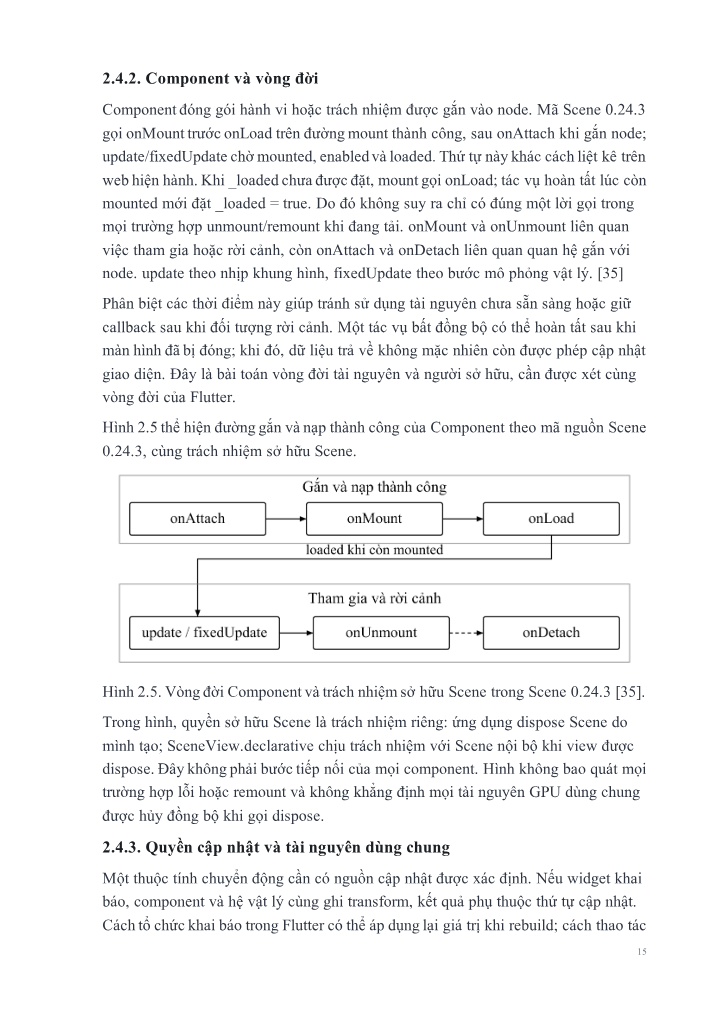 2.4.2. Component và vòng đời
Component đóng gói hành vi hoặc trách nhiệm được gắn vào node. Mã Scene 0.24.3
gọi onMount trước onLoad trên đường mount thành công, sau onAttach khi gắn node;
update/fixedUpdate chờ mounted, enabled và loaded. Thứ tự này khác cách liệt kê trên
web hiện hành. Khi _loaded chưa được đặt, mount gọi onLoad; tác vụ hoàn tất lúc còn
mounted mới đặt _loaded = true. Do đó không suy ra chỉ có đúng một lời gọi trong
mọi trường hợp unmount/remount khi đang tải. onMount và onUnmount liên quan
việc tham gia hoặc rời cảnh, còn onAttach và onDetach liên quan quan hệ gắn với
node. update theo nhịp khung hình, fixedUpdate theo bước mô phỏng vật lý. [35]
Phân biệt các thời điểm này giúp tránh sử dụng tài nguyên chưa sẵn sàng hoặc giữ
callback sau khi đối tượng rời cảnh. Một tác vụ bất đồng bộ có thể hoàn tất sau khi
màn hình đã bị đóng; khi đó, dữ liệu trả về không mặc nhiên còn được phép cập nhật
giao diện. Đây là bài toán vòng đời tài nguyên và người sở hữu, cần được xét cùng
vòng đời của Flutter.
Hình 2.5 thể hiện đường gắn và nạp thành công của Component theo mã nguồn Scene
0.24.3, cùng trách nhiệm sở hữu Scene.
Gắn và nạp thành công
onAttach
onMount
onLoad
loaded khi còn mounted
Tham gia và rời cảnh
update / fixedUpdate
onUnmount
onDetach
Hình 2.5. Vòng đời Component và trách nhiệm sở hữu Scene trong Scene 0.24.3 [35].
Trong hình, quyền sở hữu Scene là trách nhiệm riêng: ứng dụng dispose Scene do
mình tạo; SceneView.declarative chịu trách nhiệm với Scene nội bộ khi view được
dispose. Đây không phải bước tiếp nối của mọi component. Hình không bao quát mọi
trường hợp lỗi hoặc remount và không khẳng định mọi tài nguyên GPU dùng chung
được hủy đồng bộ khi gọi dispose.
2.4.3. Quyền cập nhật và tài nguyên dùng chung
Một thuộc tính chuyển động cần có nguồn cập nhật được xác định. Nếu widget khai
báo, component và hệ vật lý cùng ghi transform, kết quả phụ thuộc thứ tự cập nhật.
Cách tổ chức khai báo trong Flutter có thể áp dụng lại giá trị khi rebuild; cách thao tác
15